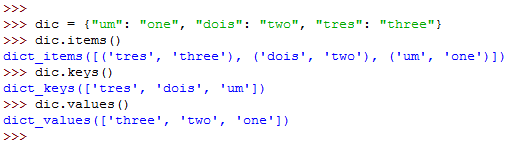 >>>
>>> dic = {"um": "one", "dois": "two", "tres": "three"}
>>> dic.items()
dict_items([('tres', 'three'), ('dois', 'two'), ('um', 'one')])
>>> dic.keys()
dict_keys(['tres', 'dois', 'um'])
>>> dic.values()
dict_values(['three', 'two', 'one'])
>>>